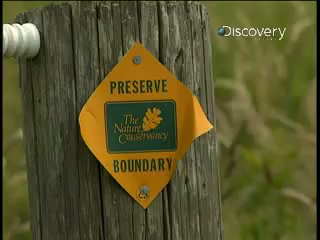 Discovery
PRESERVE
The
Nature
Conservancy
BOUNDARY